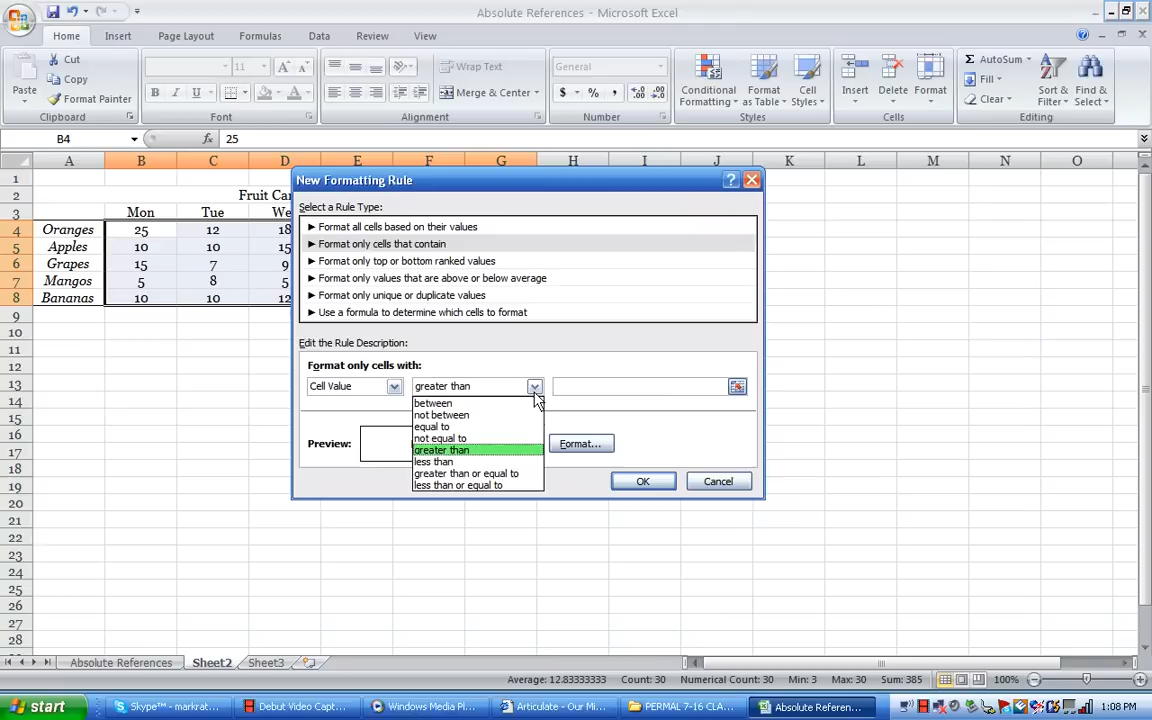 Absolute References - Microsoft Excel
Home Insert Page Layout Formulas Data Review View
Cut
Copy
Format Painter
Paste
Clipboard
11 A A
B I U A
Font
Wrap Text
Merge & Center
Alignment
General
$ % ,
Number
Conditional Formatting
Format as Table
Cell Styles
Styles
Insert Delete Format
Cells
AutoSum
Fill
Clear
Sort & Filter
Find & Select
Editing
B4 fx 25
A B C D E F G H I J K L M N O
1
2 Fruit Car
3 Mon Tue We
4 Oranges 25 12 18
5 Apples 10 10 15
6 Grapes 15 7 9
7 Mangos 5 8 5
8 Bananas 10 10 12
9
10
11
12
13
14
15
16
17
18
19
20
21
22
23
24
25
26
27
28
New Formatting Rule
Select a Rule Type:
► Format all cells based on their values
► Format only cells that contain
► Format only top or bottom ranked values
► Format only values that are above or below average
► Format only unique or duplicate values
► Use a formula to determine which cells to format
Edit the Rule Description:
Format only cells with:
Cell Value greater than
between
not between
equal to
not equal to
greater than
less than
greater than or equal to
less than or equal to
Preview: Format...
OK Cancel
Absolute References Sheet2 Sheet3
Average: 12.83333333 Count: 30 Numerical Count: 30 Min: 3 Max: 30 Sum: 385 100%
start Skype™ - markrat... Debut Video Capt... Windows Media Pl... Articulate - Our Mi... PERMAL 7-16 CLAS... Absolute Referen... 1:08 PM